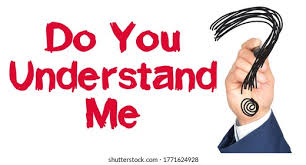 Do You
Understand
Me
?
shutterstock.com · 1771624928